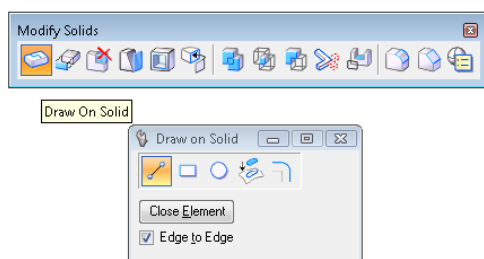 Modify Solids
Draw On Solid
Draw on Solid
Close Element
Edge to Edge